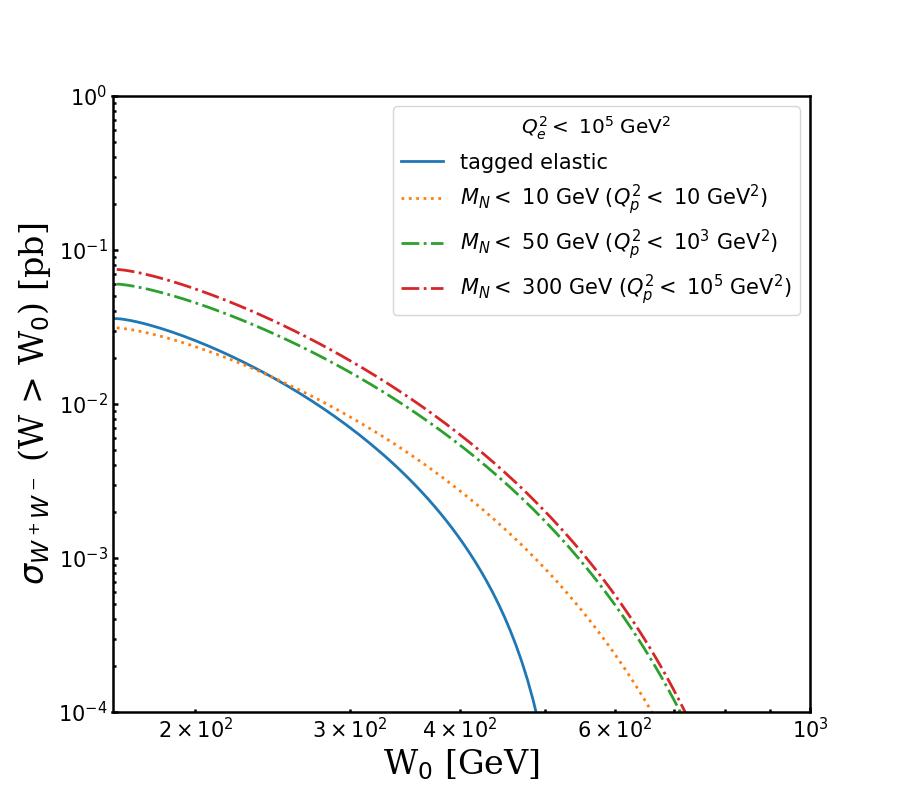 Q_e^2 < 10^5 GeV^2
tagged elastic
M_N < 10 GeV (Q_p^2 < 10 GeV^2)
M_N < 50 GeV (Q_p^2 < 10^3 GeV^2)
M_N < 300 GeV (Q_p^2 < 10^5 GeV^2)
σ_{W^+W^-} (W > W_0) [pb]
10^0
10^{-1}
10^{-2}
10^{-3}
10^{-4}
2 × 10^2 3 × 10^2 4 × 10^2 6 × 10^2 10^3
W_0 [GeV]